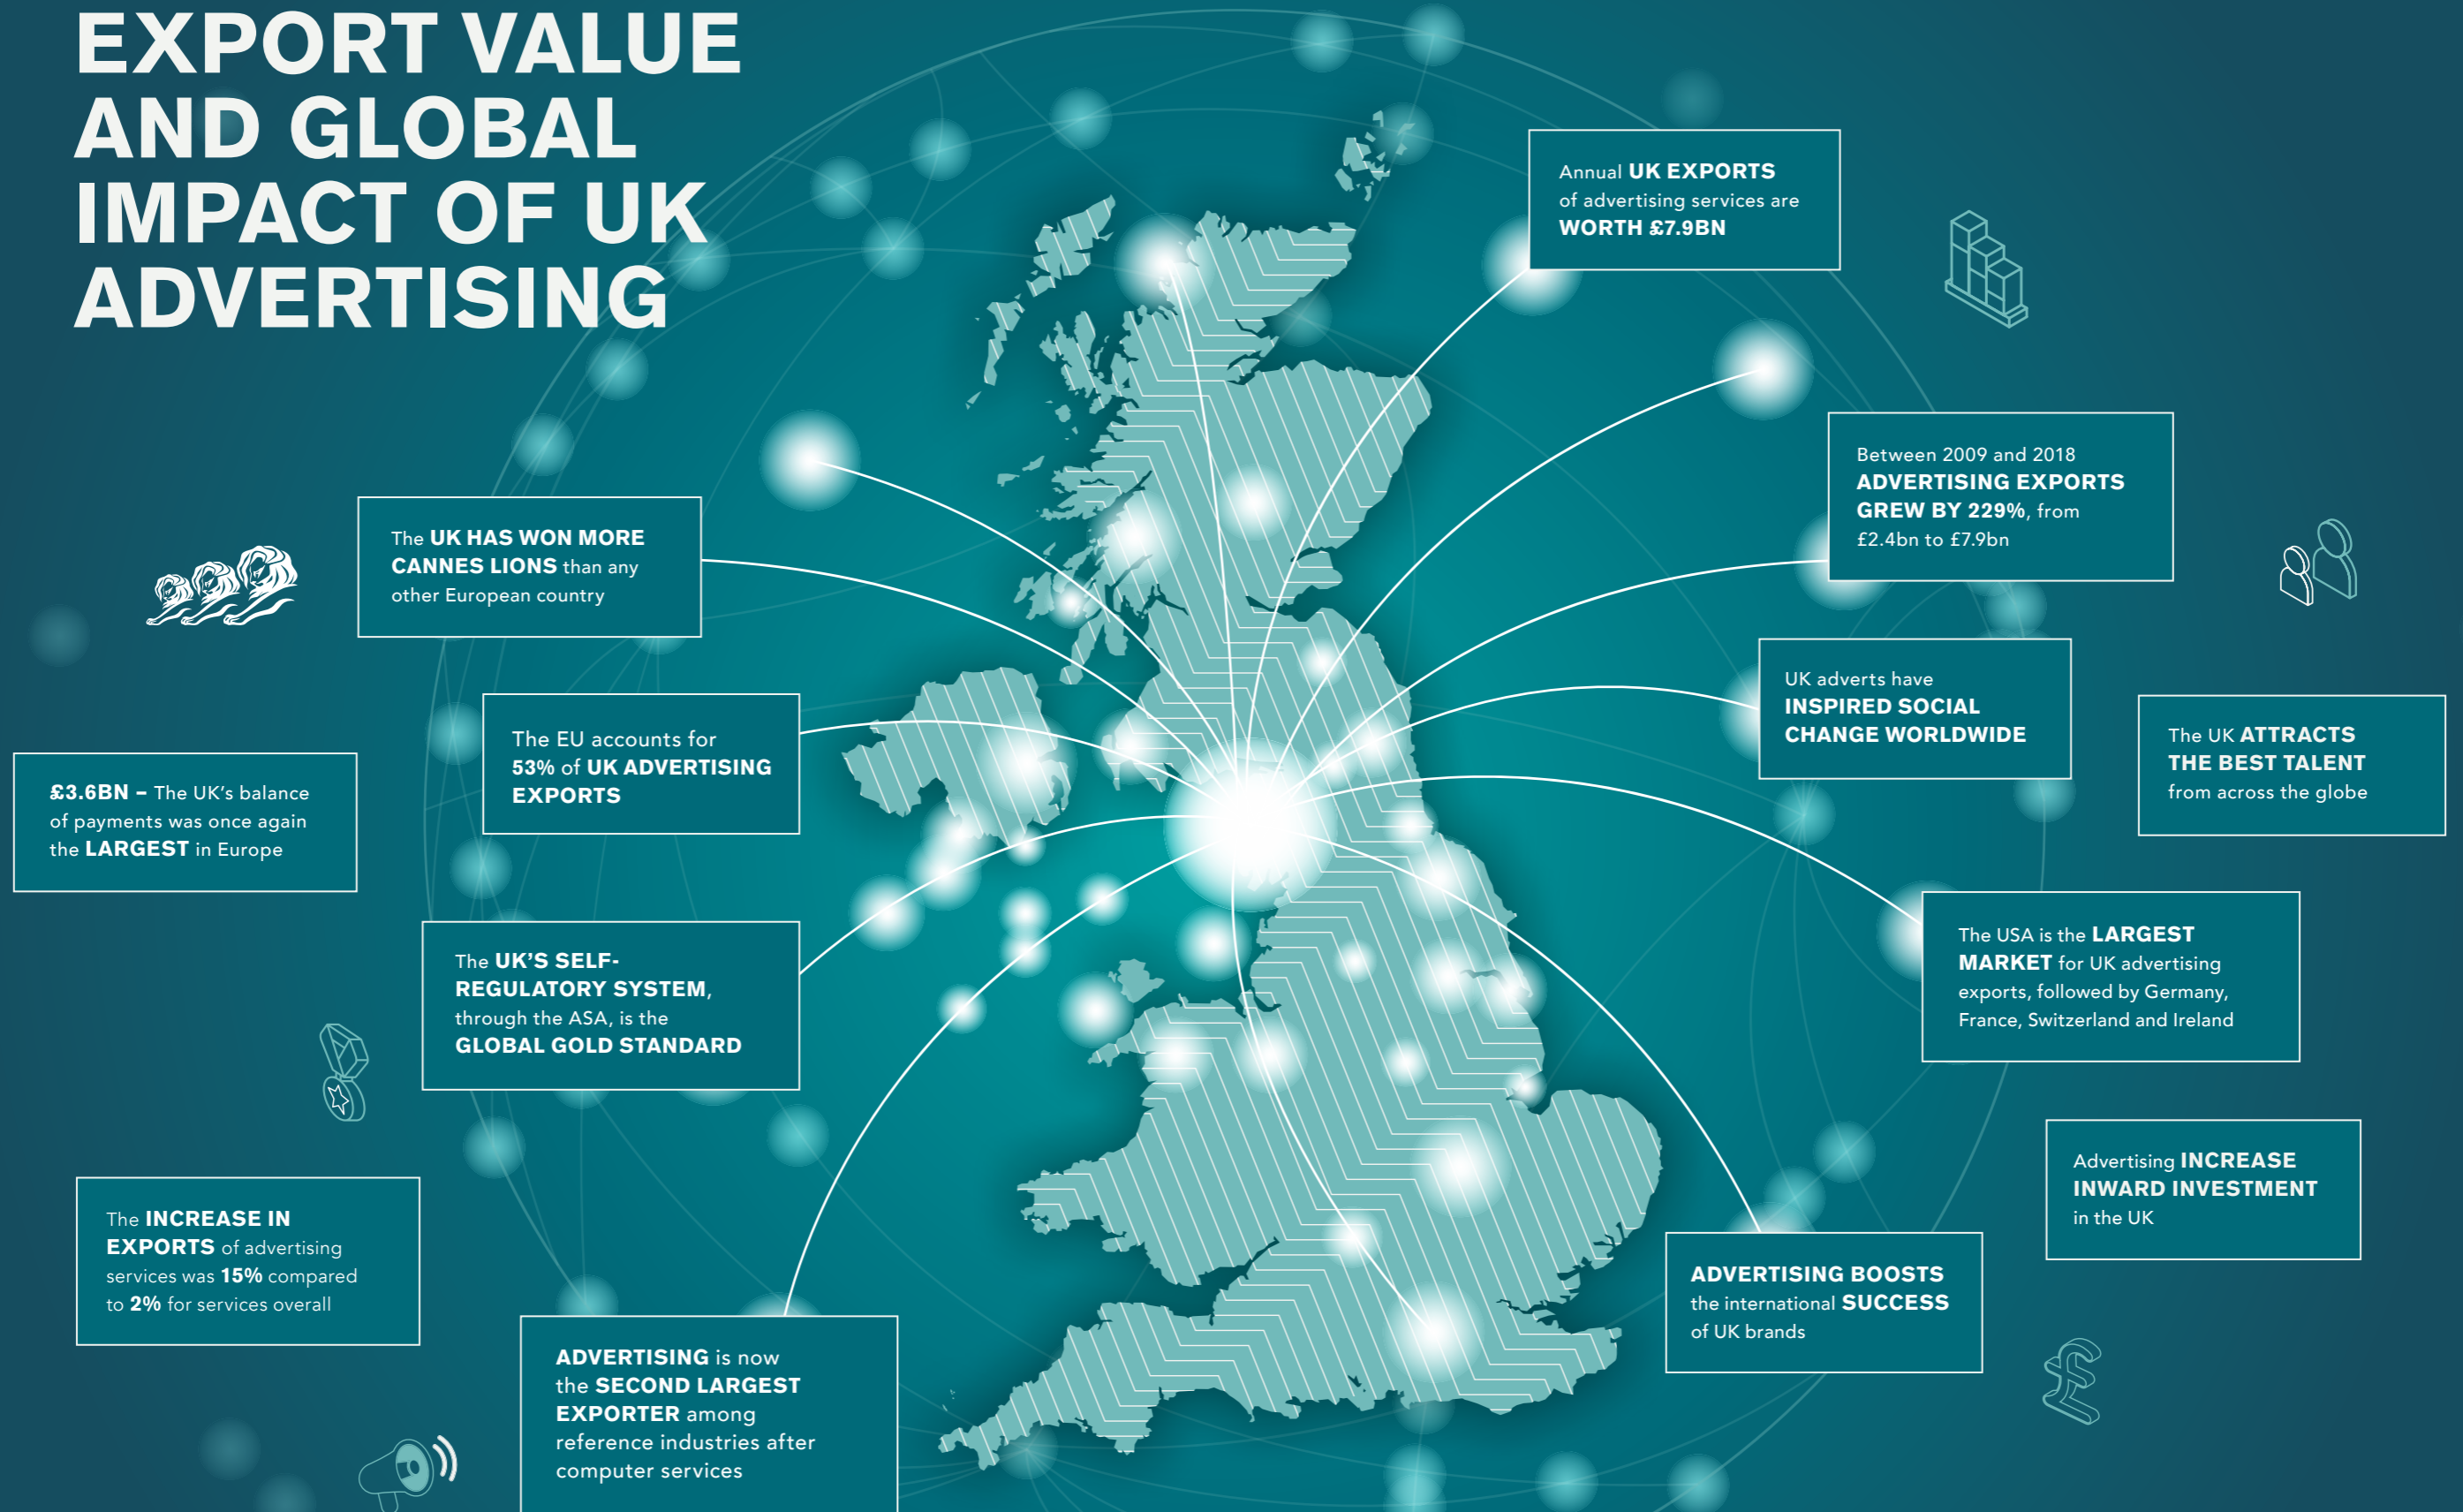 EXPORT VALUE
AND GLOBAL
IMPACT OF UK
ADVERTISING
Annual UK EXPORTS
of advertising services are
WORTH £7.9BN
Between 2009 and 2018
ADVERTISING EXPORTS
GREW BY 229%, from
£2.4bn to £7.9bn
The UK HAS WON MORE
CANNES LIONS than any
other European country
UK adverts have
INSPIRED SOCIAL
CHANGE WORLDWIDE
The EU accounts for
53% of UK ADVERTISING
EXPORTS
The UK ATTRACTS
THE BEST TALENT
from across the globe
£3.6BN – The UK's balance
of payments was once again
the LARGEST in Europe
The USA is the LARGEST
MARKET for UK advertising
exports, followed by Germany,
France, Switzerland and Ireland
The UK'S SELF-
REGULATORY SYSTEM,
through the ASA, is the
GLOBAL GOLD STANDARD
Advertising INCREASE
INWARD INVESTMENT
in the UK
The INCREASE IN
EXPORTS of advertising
services was 15% compared
to 2% for services overall
ADVERTISING BOOSTS
the international SUCCESS
of UK brands
ADVERTISING is now
the SECOND LARGEST
EXPORTER among
reference industries after
computer services